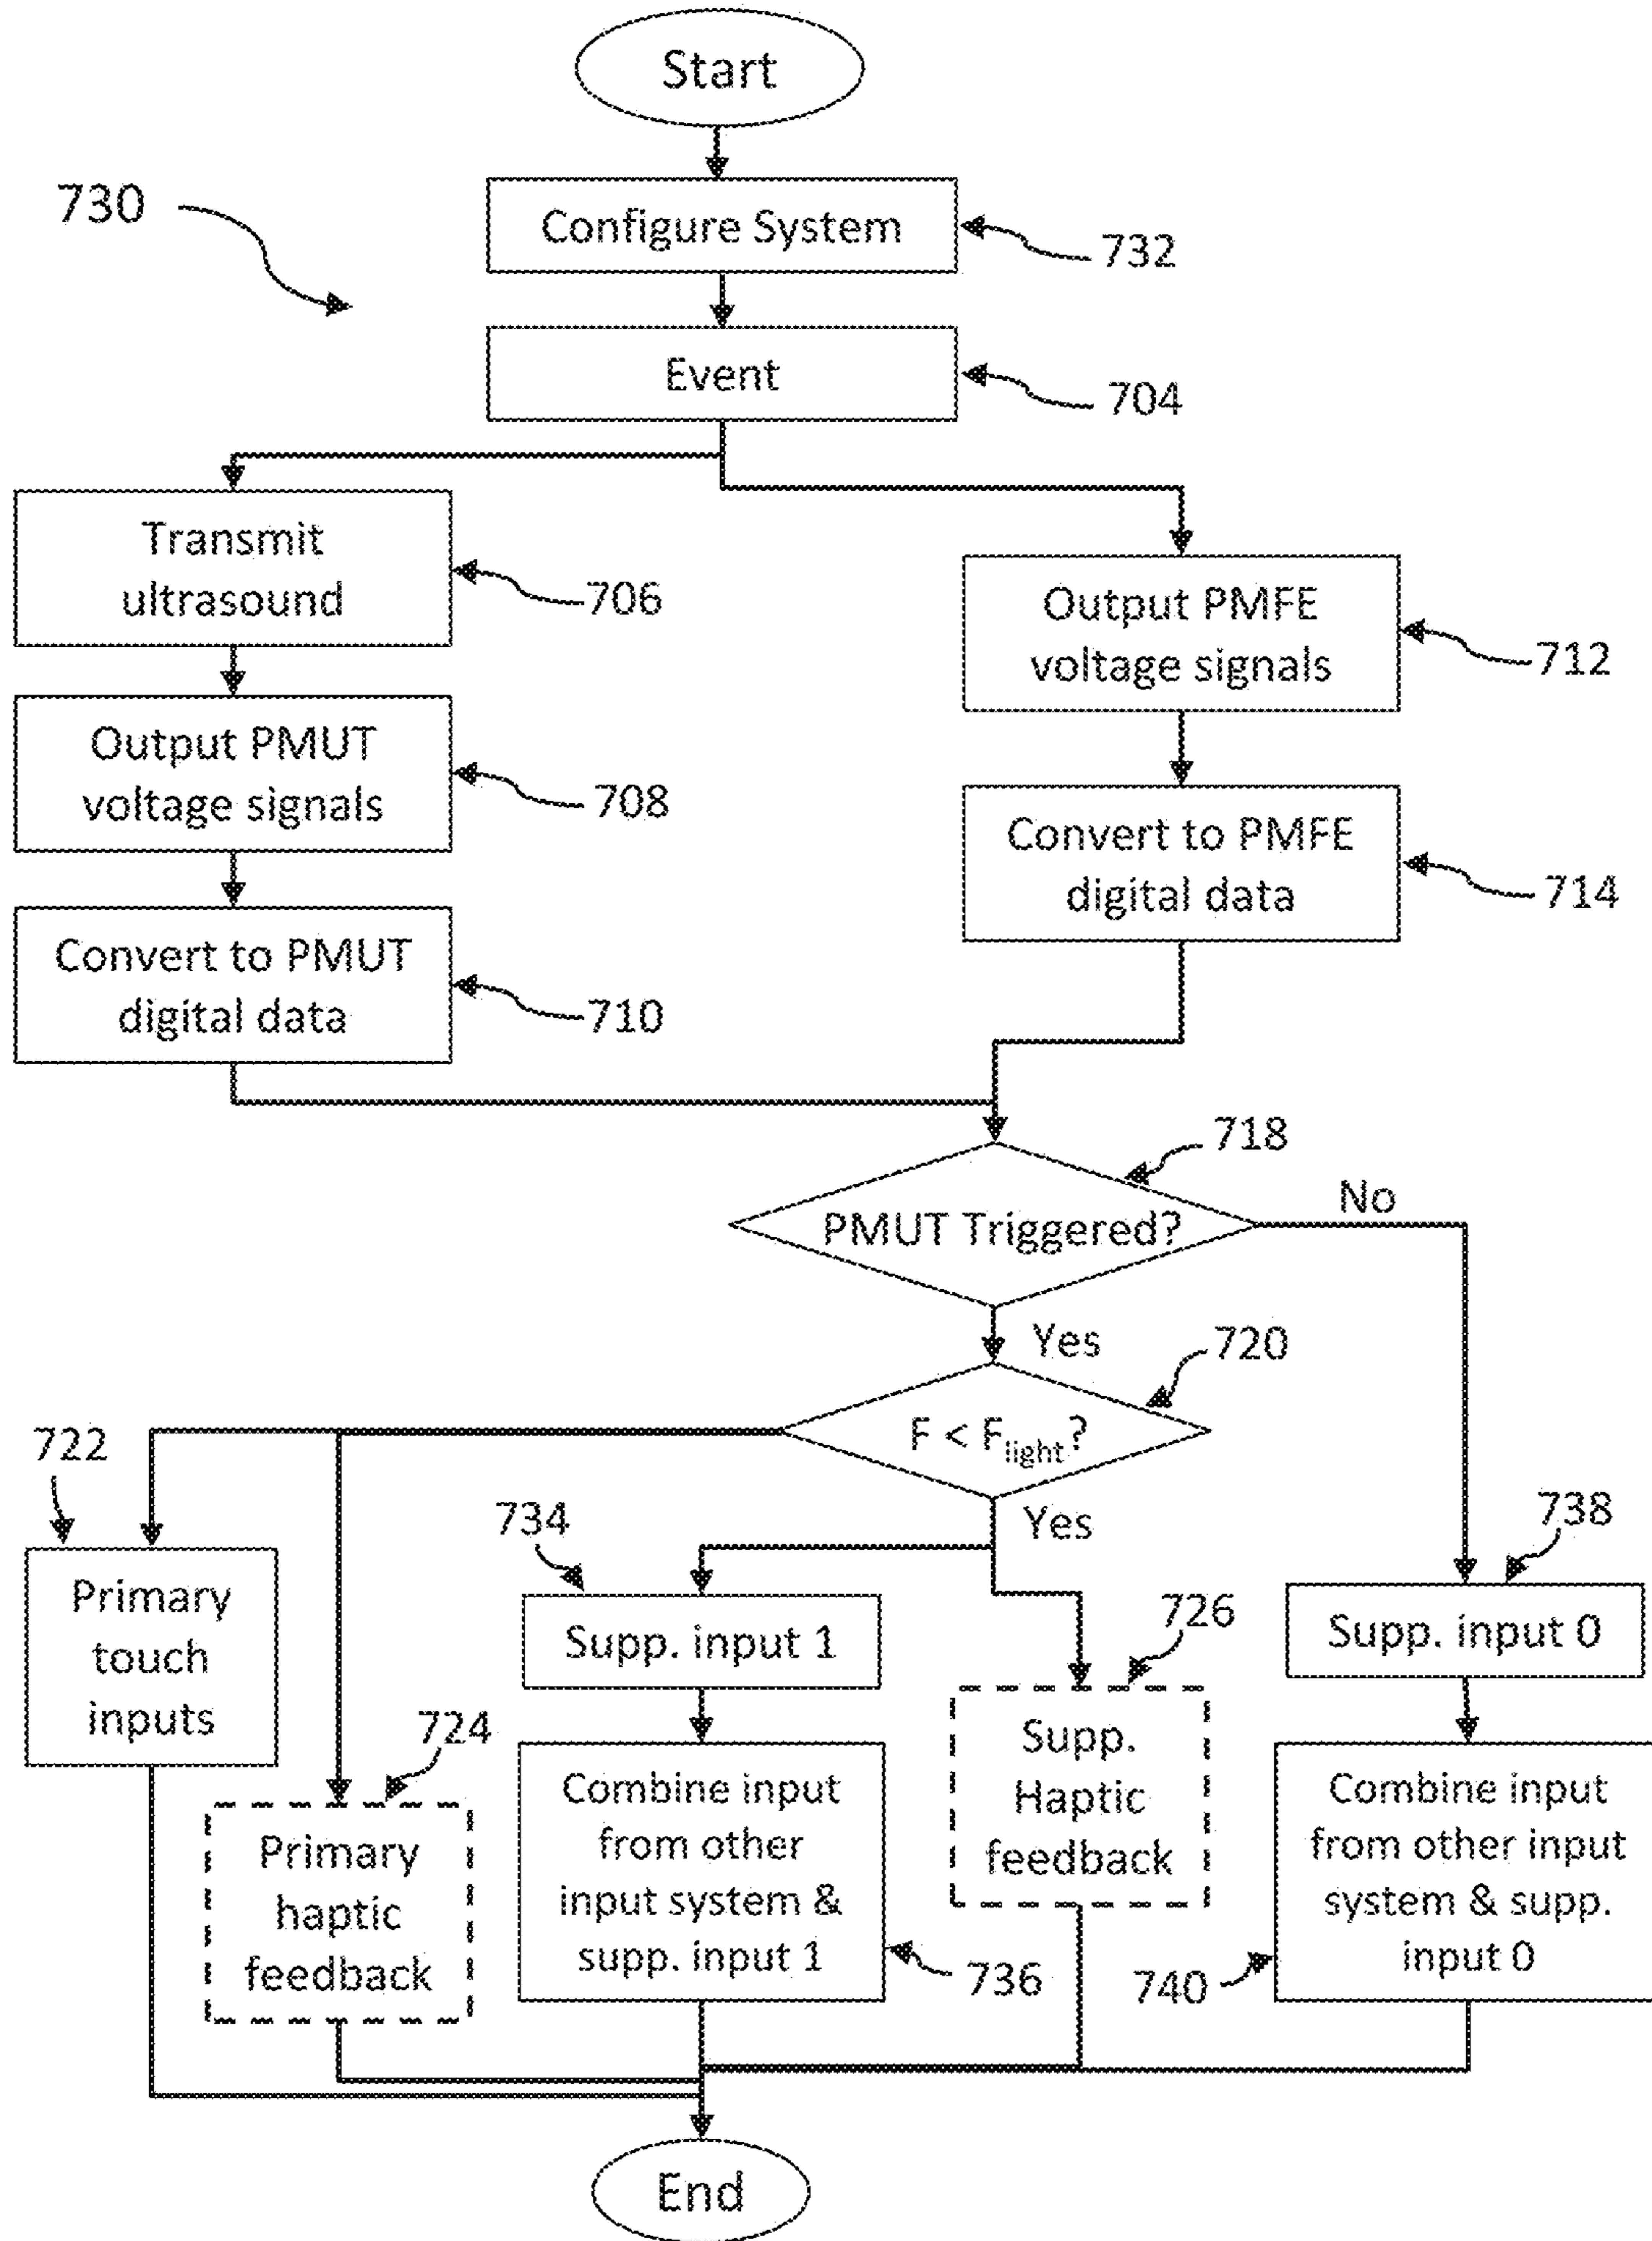 Start
730
Configure System
732
Event
704
Transmit
ultrasound
706
Output PMFE
voltage signals
712
Output PMUT
voltage signals
708
Convert to PMFE
digital data
714
Convert to PMUT
digital data
710
718
PMUT Triggered?
No
Yes
720
F < Flight?
722
Yes
734
738
Primary
touch
inputs
Supp. input 1
726
Supp. input 0
724
Supp.
Haptic
feedback
Primary
haptic
feedback
Combine input
from other
input system &
supp. input 1
736
Combine input
from other input
system & supp.
input 0
740
End